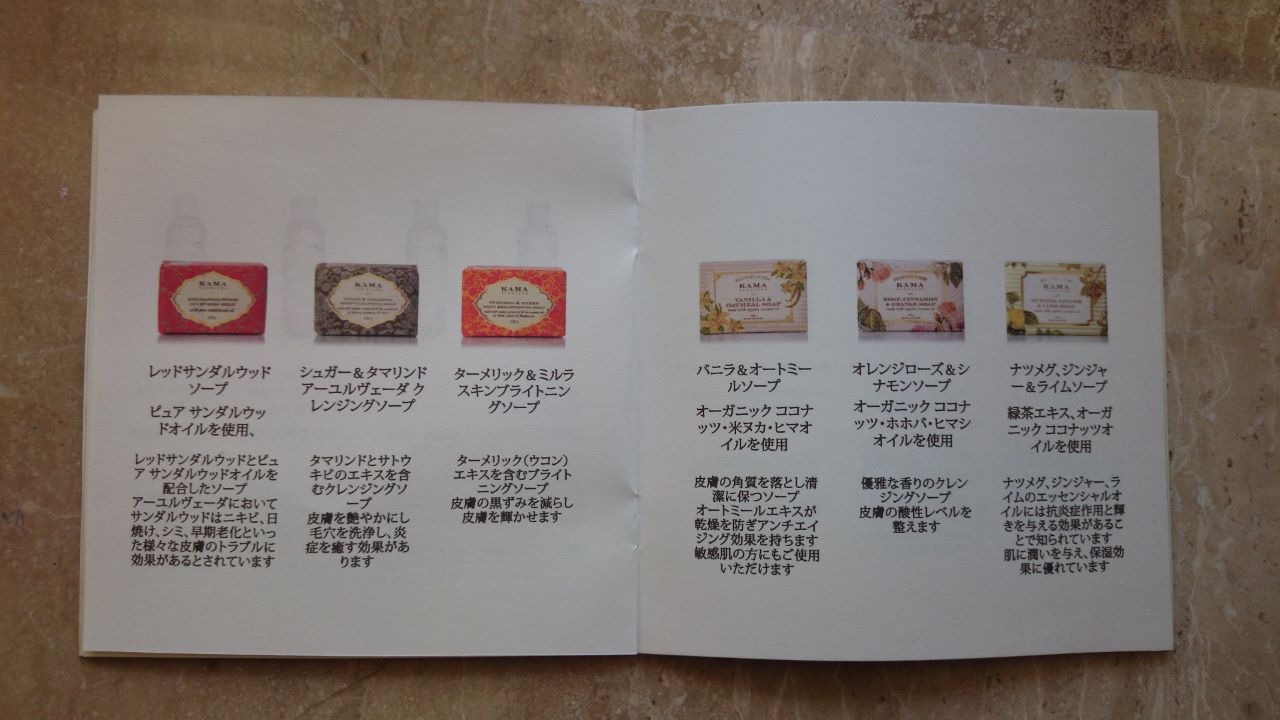 KAMA
KAMA
KAMA
レッドサンダルウッド
ソープ
ピュア サンダルウッ
ドオイルを使用、
レッドサンダルウッドとピュ
ア サンダルウッドオイルを
配合したソープ
アーユルヴェーダにおいて
サンダルウッドはニキビ、日
焼け、シミ、早期老化といっ
た様々な皮膚のトラブルに
効果があるとされています
シュガー＆タマリンド
アーユルヴェーダ ク
レンジングソープ
タマリンドとサトウ
キビのエキスを含
むクレンジングソ
ープ
皮膚を艶やかにし
毛穴を洗浄し、炎
症を癒す効果があ
ります
ターメリック＆ミルラ
スキンブライトニン
グソープ
ターメリック（ウコン）
エキスを含むブライト
ニングソープ
皮膚の黒ずみを減らし
皮膚を輝かせます
KAMA
VANILLA &
OATMEAL SOAP
バニラ＆オートミー
ルソープ
オーガニック ココナ
ッツ・米ヌカ・ヒマオ
イルを使用
皮膚の角質を落とし清
潔に保つソープ
オートミールエキスが
乾燥を防ぎアンチエイ
ジング効果を持ちます
敏感肌の方にもご使用
いただけます
KAMA
ROSE, CINNAMON
& ORANGE SOAP
オレンジローズ＆シ
ナモンソープ
オーガニック ココナ
ッツ・ホホバ・ヒマシ
オイルを使用
優雅な香りのクレン
ジングソープ
皮膚の酸性レベルを
整えます
KAMA
NUTMEG, GINGER
& LIME SOAP
ナツメグ、ジンジャ
ー＆ライムソープ
緑茶エキス、オーガ
ニック ココナッツオ
イルを使用
ナツメグ、ジンジャー、ラ
イムのエッセンシャルオ
イルには抗炎症作用と輝
きを与える効果があるこ
とで知られています
肌に潤いを与え、保湿効
果に優れています